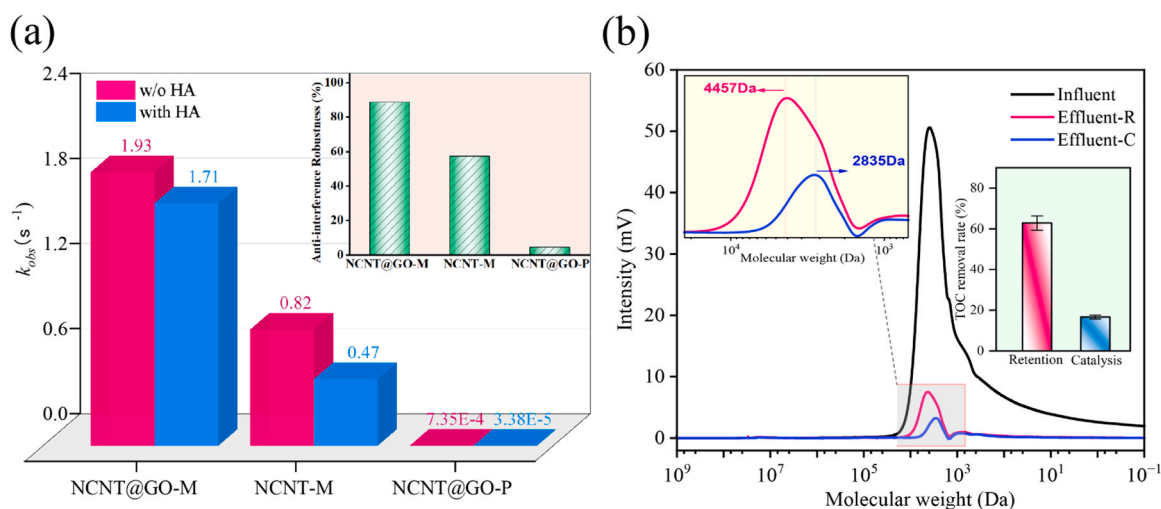 (a)
2.4
1.8
1.2
0.6
0.0
k_obs (s⁻¹)
w/o HA
with HA
1.93
1.71
0.82
0.47
7.35E-4
3.38E-5
NCNT@GO-M
NCNT-M
NCNT@GO-P
Anti-interference Robustness (%)
100
80
60
40
20
0
NCNT@GO-M
NCNT-M
NCNT@GO-P
(b)
60
50
40
30
20
10
0
Intensity (mV)
10⁹
10⁷
10⁵
10³
10¹
10⁻¹
Molecular weight (Da)
4457Da
2835Da
10⁴
10³
Molecular weight (Da)
Influent
Effluent-R
Effluent-C
TOC removal rate (%)
80
60
40
20
0
Retention
Catalysis